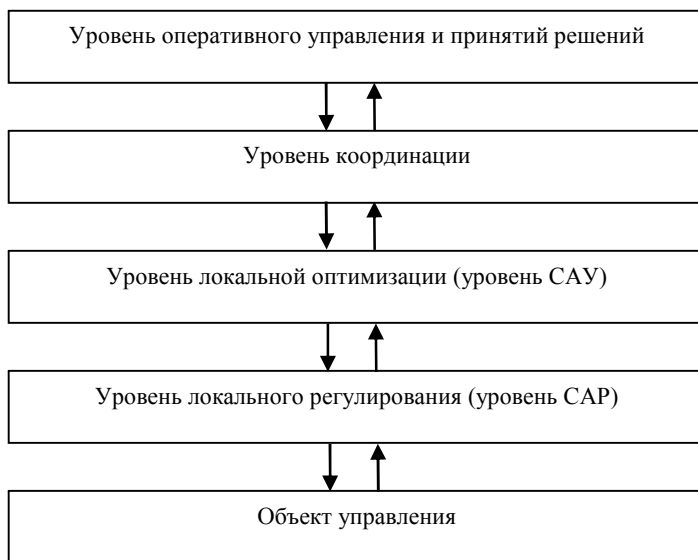 Уровень оперативного управления и принятий решений
Уровень координации
Уровень локальной оптимизации (уровень САУ)
Уровень локального регулирования (уровень САР)
Объект управления